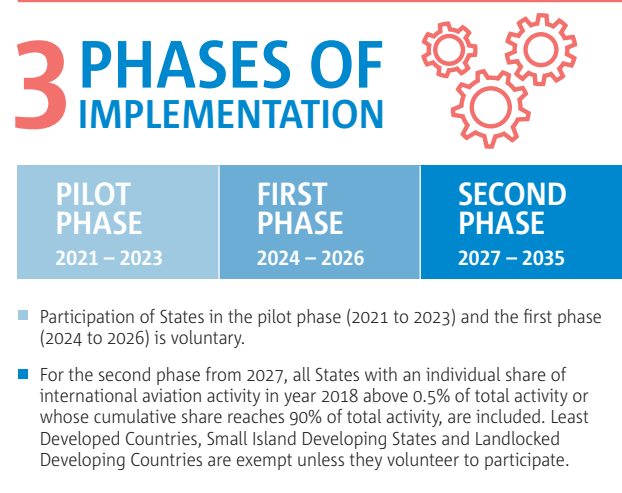 3 PHASES OF
IMPLEMENTATION
PILOT
PHASE
2021 – 2023
FIRST
PHASE
2024 – 2026
SECOND
PHASE
2027 – 2035
Participation of States in the pilot phase (2021 to 2023) and the first phase
(2024 to 2026) is voluntary.
For the second phase from 2027, all States with an individual share of
international aviation activity in year 2018 above 0.5% of total activity or
whose cumulative share reaches 90% of total activity, are included. Least
Developed Countries, Small Island Developing States and Landlocked
Developing Countries are exempt unless they volunteer to participate.